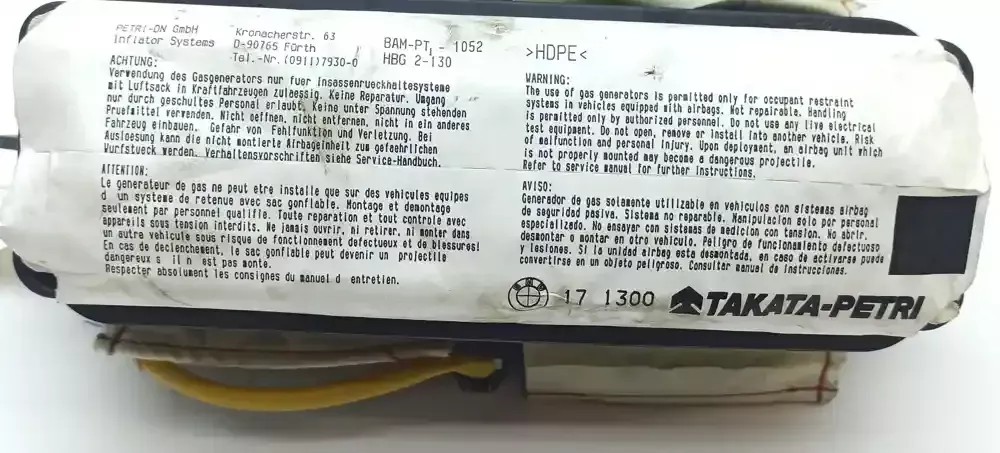 PETRI-DN GmbH
Inflator Systems
Kronacherstr. 63
D-90765 Fürth
Tel.-Nr. (0911)7930-0
BAM-PT₁ - 1052
HBG 2-130
>HDPE<
ACHTUNG:
Verwendung des Gasgenerators nur fuer Insassenrueckhaltesysteme
mit Luftsack in Kraftfahrzeugen zulaessig. Keine Reparatur. Umgang
nur durch geschultes Personal erlaubt. Keine unter Spannung stehenden
Pruefmittel verwenden. Nicht oeffnen, nicht entfernen, nicht in ein anderes
Fahrzeug einbauen. Gefahr von Fehlfunktion und Verletzung. Bei
Ausloesung kann die nicht montierte Airbageinheit zum gefaehrlichen
Wurfstueck werden. Verhaltensvorschriften siehe Service-Handbuch.
WARNING:
The use of gas generators is permitted only for occupant restraint
systems in vehicles equipped with airbags. Not repairable. Handling
is permitted only by authorized personnel. Do not use any live electrical
test equipment. Do not open, remove or install into another vehicle. Risk
of malfunction and personal injury. Upon deployment, an airbag unit which
is not properly mounted may become a dangerous projectile.
Refer to service manual for further instructions.
ATTENTION:
Le generateur de gas ne peut etre installe que sur des vehicules equipes
d un systeme de retenue avec sac gonflable. Montage et demontage
seulement par personnel qualifie. Toute reparation et tout controle avec
appareils sous tension interdits. Ne jamais ouvrir, ni retirer, ni monter dans
un autre vehicule sous risque de fonctionnement defectueux et de blessures!
En cas de declenchement, le sac gonflable peut devenir un projectile
dangereux s il n est pas monte.
Respecter absolument les consignes du manuel d entretien.
AVISO:
Generador de gas solamente utilizable en vehiculos con sistemas airbag
de seguridad pasiva. Sistema no reparable. Manipulacion solo por personal
especializado. No ensayar con sistemas de medicion con tension. No abrir,
desmontar o montar en otro vehiculo. Peligro de funcionamiento defactuoso
y lesiones. Si la unidad airbag esta desmontada, en caso de activarse puede
convertirse en un objeto peligroso. Consultar manual de instrucciones.
BMW 17 1300 TAKATA-PETRI